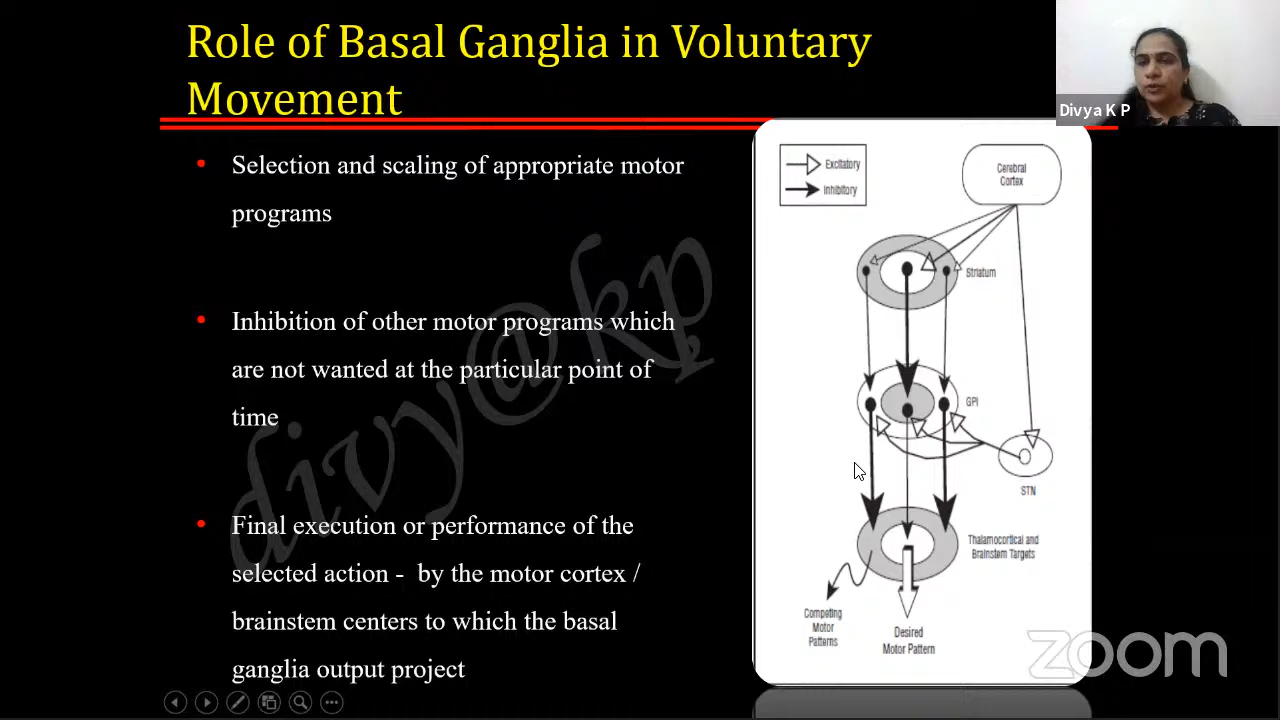 Role of Basal Ganglia in Voluntary
Movement
Divya K P
• Selection and scaling of appropriate motor
programs
• Inhibition of other motor programs which
are not wanted at the particular point of
time
• Final execution or performance of the
selected action - by the motor cortex /
brainstem centers to which the basal
ganglia output project
divy@kp
Excitatory
Inhibitory
Cerebral
Cortex
Striatum
GPi
STN
Thalamocortical and
Brainstem Targets
Competing
Motor
Patterns
Desired
Motor Pattern
zoom